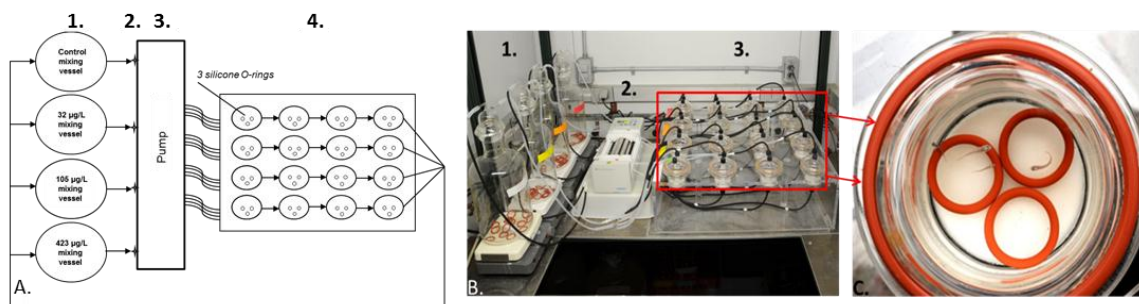 1. 2. 3. 4.
Control
mixing
vessel
32 µg/L
mixing
vessel
105 µg/L
mixing
vessel
423 µg/L
mixing
vessel
Pump
3 silicone O-rings
A.
1.
2.
3.
B.
C.